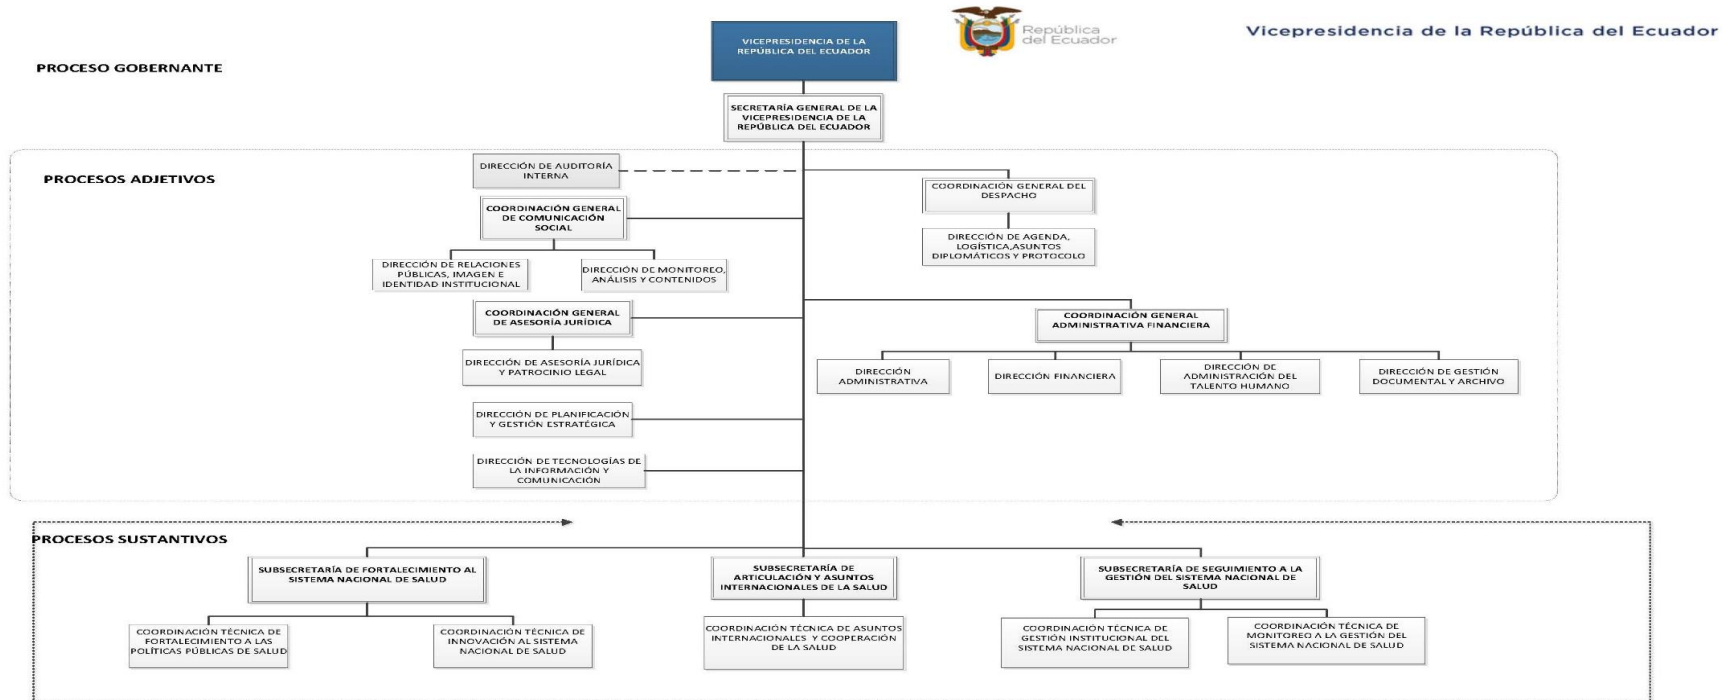 República
del Ecuador
Vicepresidencia de la República del Ecuador
VICEPRESIDENCIA DE LA
REPÚBLICA DEL ECUADOR
PROCESO GOBERNANTE
SECRETARÍA GENERAL DE LA
VICEPRESIDENCIA DE LA
REPÚBLICA DEL ECUADOR
PROCESOS ADJETIVOS
DIRECCIÓN DE AUDITORÍA
INTERNA
COORDINACIÓN GENERAL DEL
DESPACHO
COORDINACIÓN GENERAL
DE COMUNICACIÓN
SOCIAL
DIRECCIÓN DE AGENDA,
LOGÍSTICA,ASUNTOS
DIPLOMÁTICOS Y PROTOCOLO
DIRECCIÓN DE RELACIONES
PÚBLICAS, IMAGEN E
IDENTIDAD INSTITUCIONAL
DIRECCIÓN DE MONITOREO,
ANÁLISIS Y CONTENIDOS
COORDINACIÓN GENERAL
DE ASESORÍA JURÍDICA
COORDINACIÓN GENERAL
ADMINISTRATIVA FINANCIERA
DIRECCIÓN DE ASESORÍA JURÍDICA
Y PATROCINIO LEGAL
DIRECCIÓN
ADMINISTRATIVA
DIRECCIÓN FINANCIERA
DIRECCIÓN DE
ADMINISTRACIÓN DEL
TALENTO HUMANO
DIRECCIÓN DE GESTIÓN
DOCUMENTAL Y ARCHIVO
DIRECCIÓN DE PLANIFICACIÓN
Y GESTIÓN ESTRATÉGICA
DIRECCIÓN DE TECNOLOGÍAS DE
LA INFORMACIÓN Y
COMUNICACIÓN
PROCESOS SUSTANTIVOS
SUBSECRETARÍA DE FORTALECIMIENTO AL
SISTEMA NACIONAL DE SALUD
SUBSECRETARÍA DE
ARTICULACIÓN Y ASUNTOS
INTERNACIONALES DE LA SALUD
SUBSECRETARÍA DE SEGUIMIENTO A LA
GESTIÓN DEL SISTEMA NACIONAL DE
SALUD
COORDINACIÓN TÉCNICA DE
FORTALECIMIENTO A LAS
POLÍTICAS PÚBLICAS DE SALUD
COORDINACIÓN TÉCNICA DE
INNOVACIÓN AL SISTEMA
NACIONAL DE SALUD
COORDINACIÓN TÉCNICA DE ASUNTOS
INTERNACIONALES Y COOPERACIÓN
DE LA SALUD
COORDINACIÓN TÉCNICA DE
GESTIÓN INSTITUCIONAL DEL
SISTEMA NACIONAL DE SALUD
COORDINACIÓN TÉCNICA DE
MONITOREO A LA GESTIÓN DEL
SISTEMA NACIONAL DE SALUD